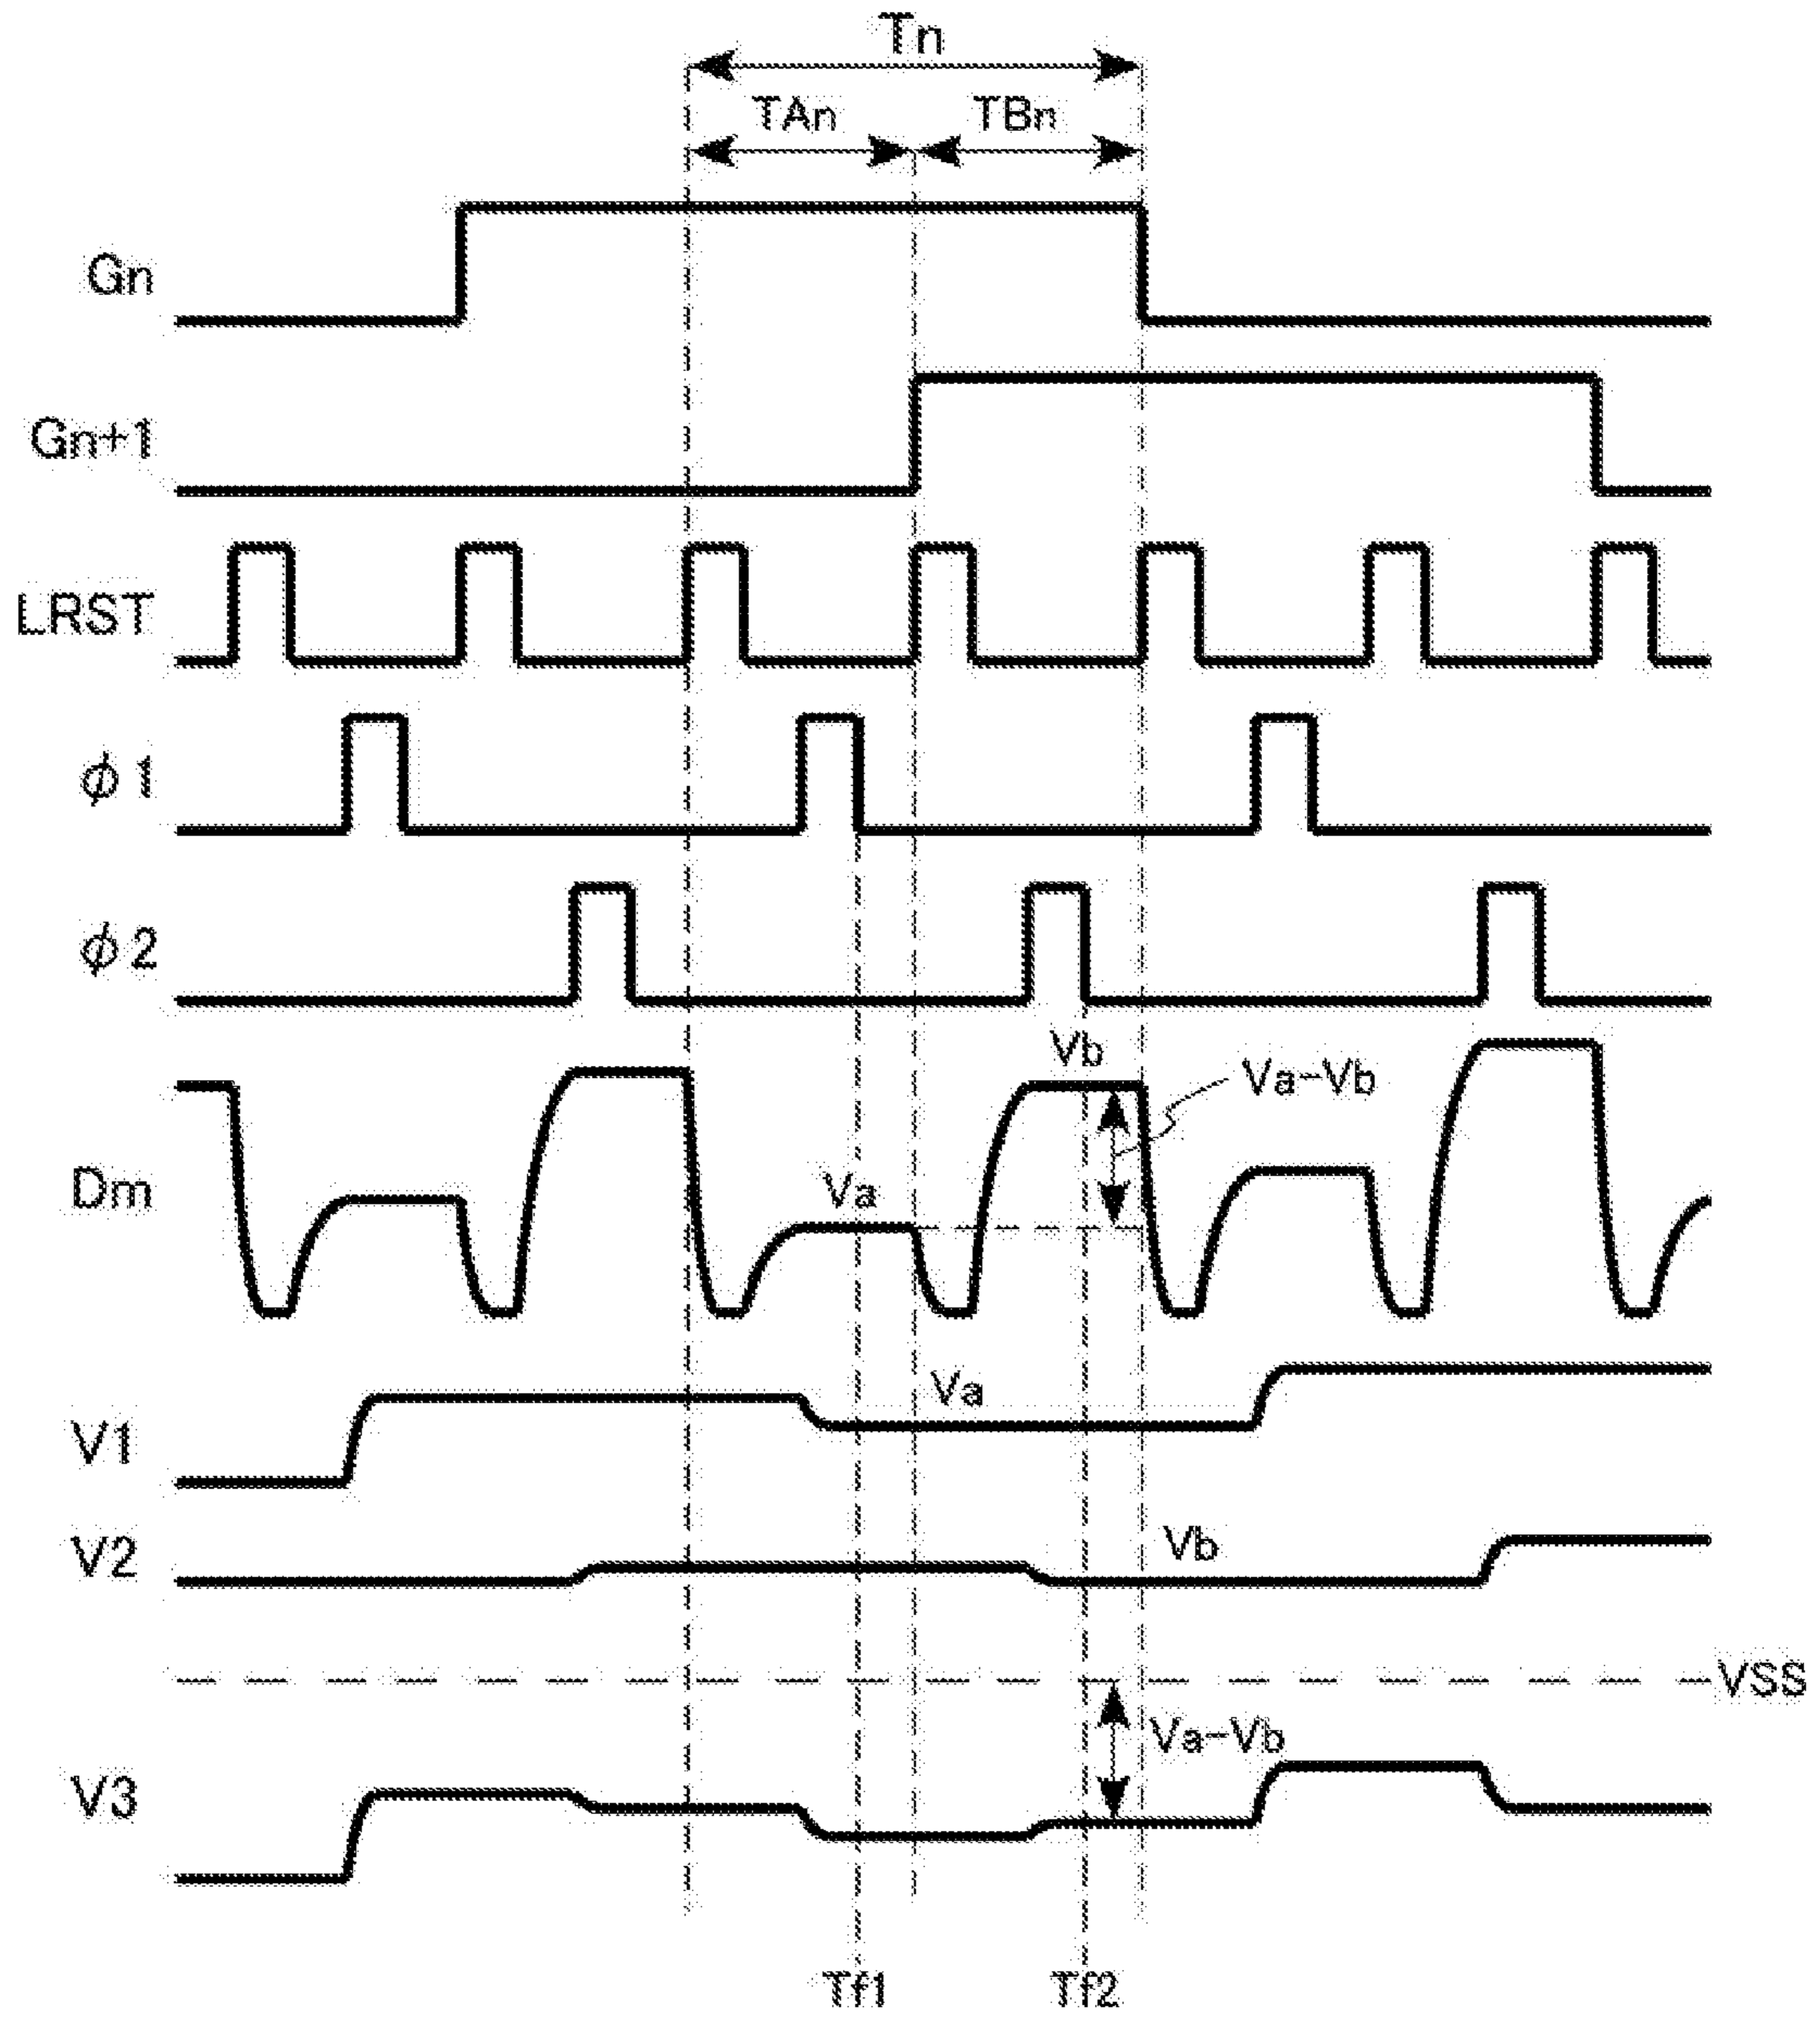 Tn
TAn TBn
Gn
Gn+1
LRST
ϕ1
ϕ2
Vb
Va-Vb
Dm
Va
Va
V1
V2
Vb
VSS
Va-Vb
V3
Tf1 Tf2